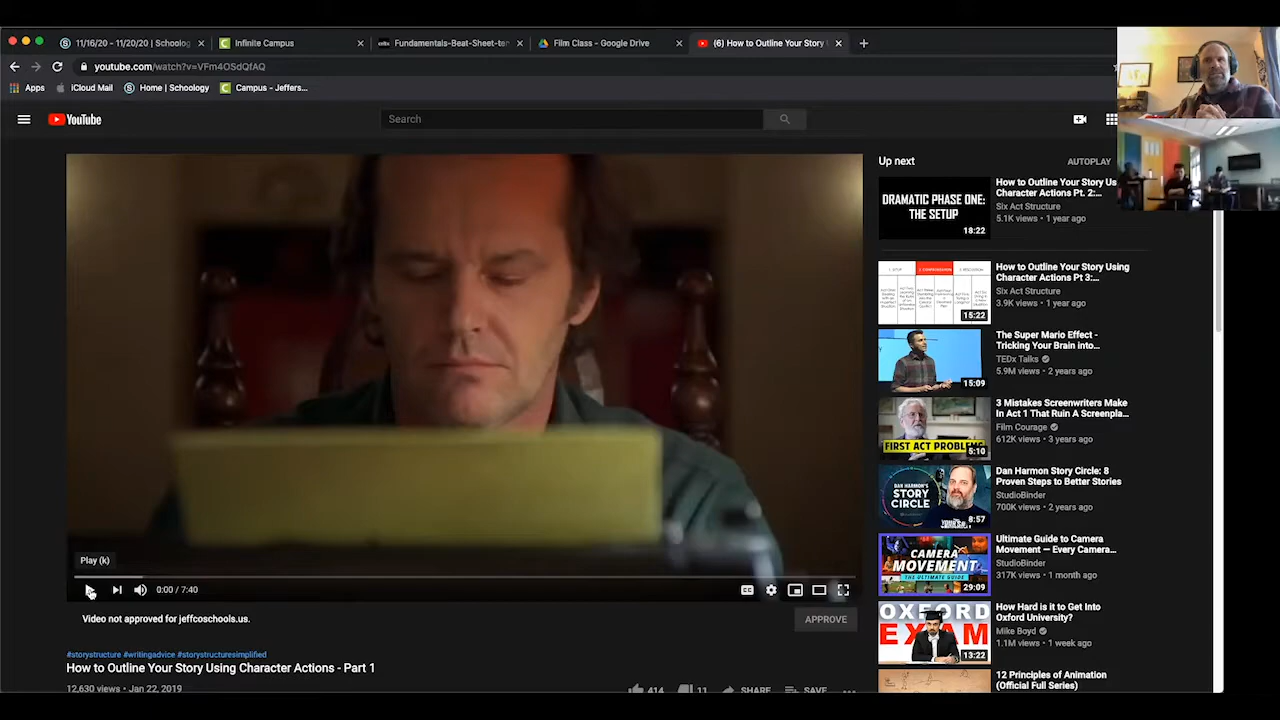 11/16/20 - 11/20/20 | Schoolog
Infinite Campus
Fundamentals-Beat-Sheet-ter
Film Class - Google Drive
(6) How to Outline Your Story
youtube.com/watch?v=VFm4OSdQfAQ
Apps
iCloud Mail
Home | Schoology
Campus - Jeffers...
YouTube
Search
Up next
AUTOPLAY
DRAMATIC PHASE ONE:
THE SETUP
18:22
How to Outline Your Story Us
Character Actions Pt. 2:...
Six Act Structure
5.1K views • 1 year ago
15:22
How to Outline Your Story Using
Character Actions Pt 3:...
Six Act Structure
3.9K views • 1 year ago
15:09
The Super Mario Effect -
Tricking Your Brain into...
TEDx Talks
5.9M views • 2 years ago
FIRST ACT PROBLEMS
5:10
3 Mistakes Screenwriters Make
In Act 1 That Ruin A Screenpla...
Film Courage
612K views • 3 years ago
DAN HARMON'S
STORY
CIRCLE
8:57
Dan Harmon Story Circle: 8
Proven Steps to Better Stories
StudioBinder
700K views • 2 years ago
CAMERA
MOVEMENT
THE ULTIMATE GUIDE
29:09
Ultimate Guide to Camera
Movement — Every Camera...
StudioBinder
317K views • 1 month ago
OXFORD
EXAM
13:22
How Hard is it to Get Into
Oxford University?
Mike Boyd
1.1M views • 1 week ago
12 Principles of Animation
(Official Full Series)
Play (k)
0:00 / 7:40
Video not approved for jeffcoschools.us.
APPROVE
#storystructure #writingadvice #storystructuresimplified
How to Outline Your Story Using Character Actions - Part 1
12,630 views • Jan 22, 2019
414
11
SHARE
SAVE